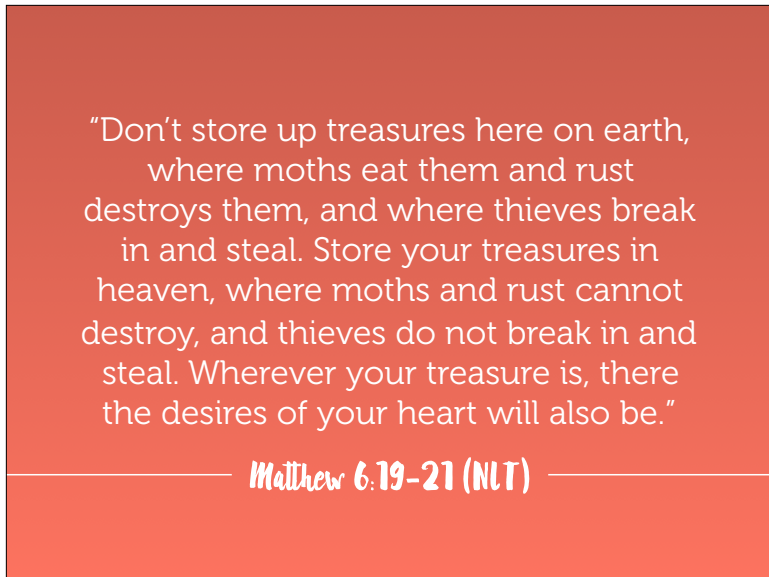 “Don’t store up treasures here on earth,
where moths eat them and rust
destroys them, and where thieves break
in and steal. Store your treasures in
heaven, where moths and rust cannot
destroy, and thieves do not break in and
steal. Wherever your treasure is, there
the desires of your heart will also be.”
Matthew 6:19-21 (NLT)